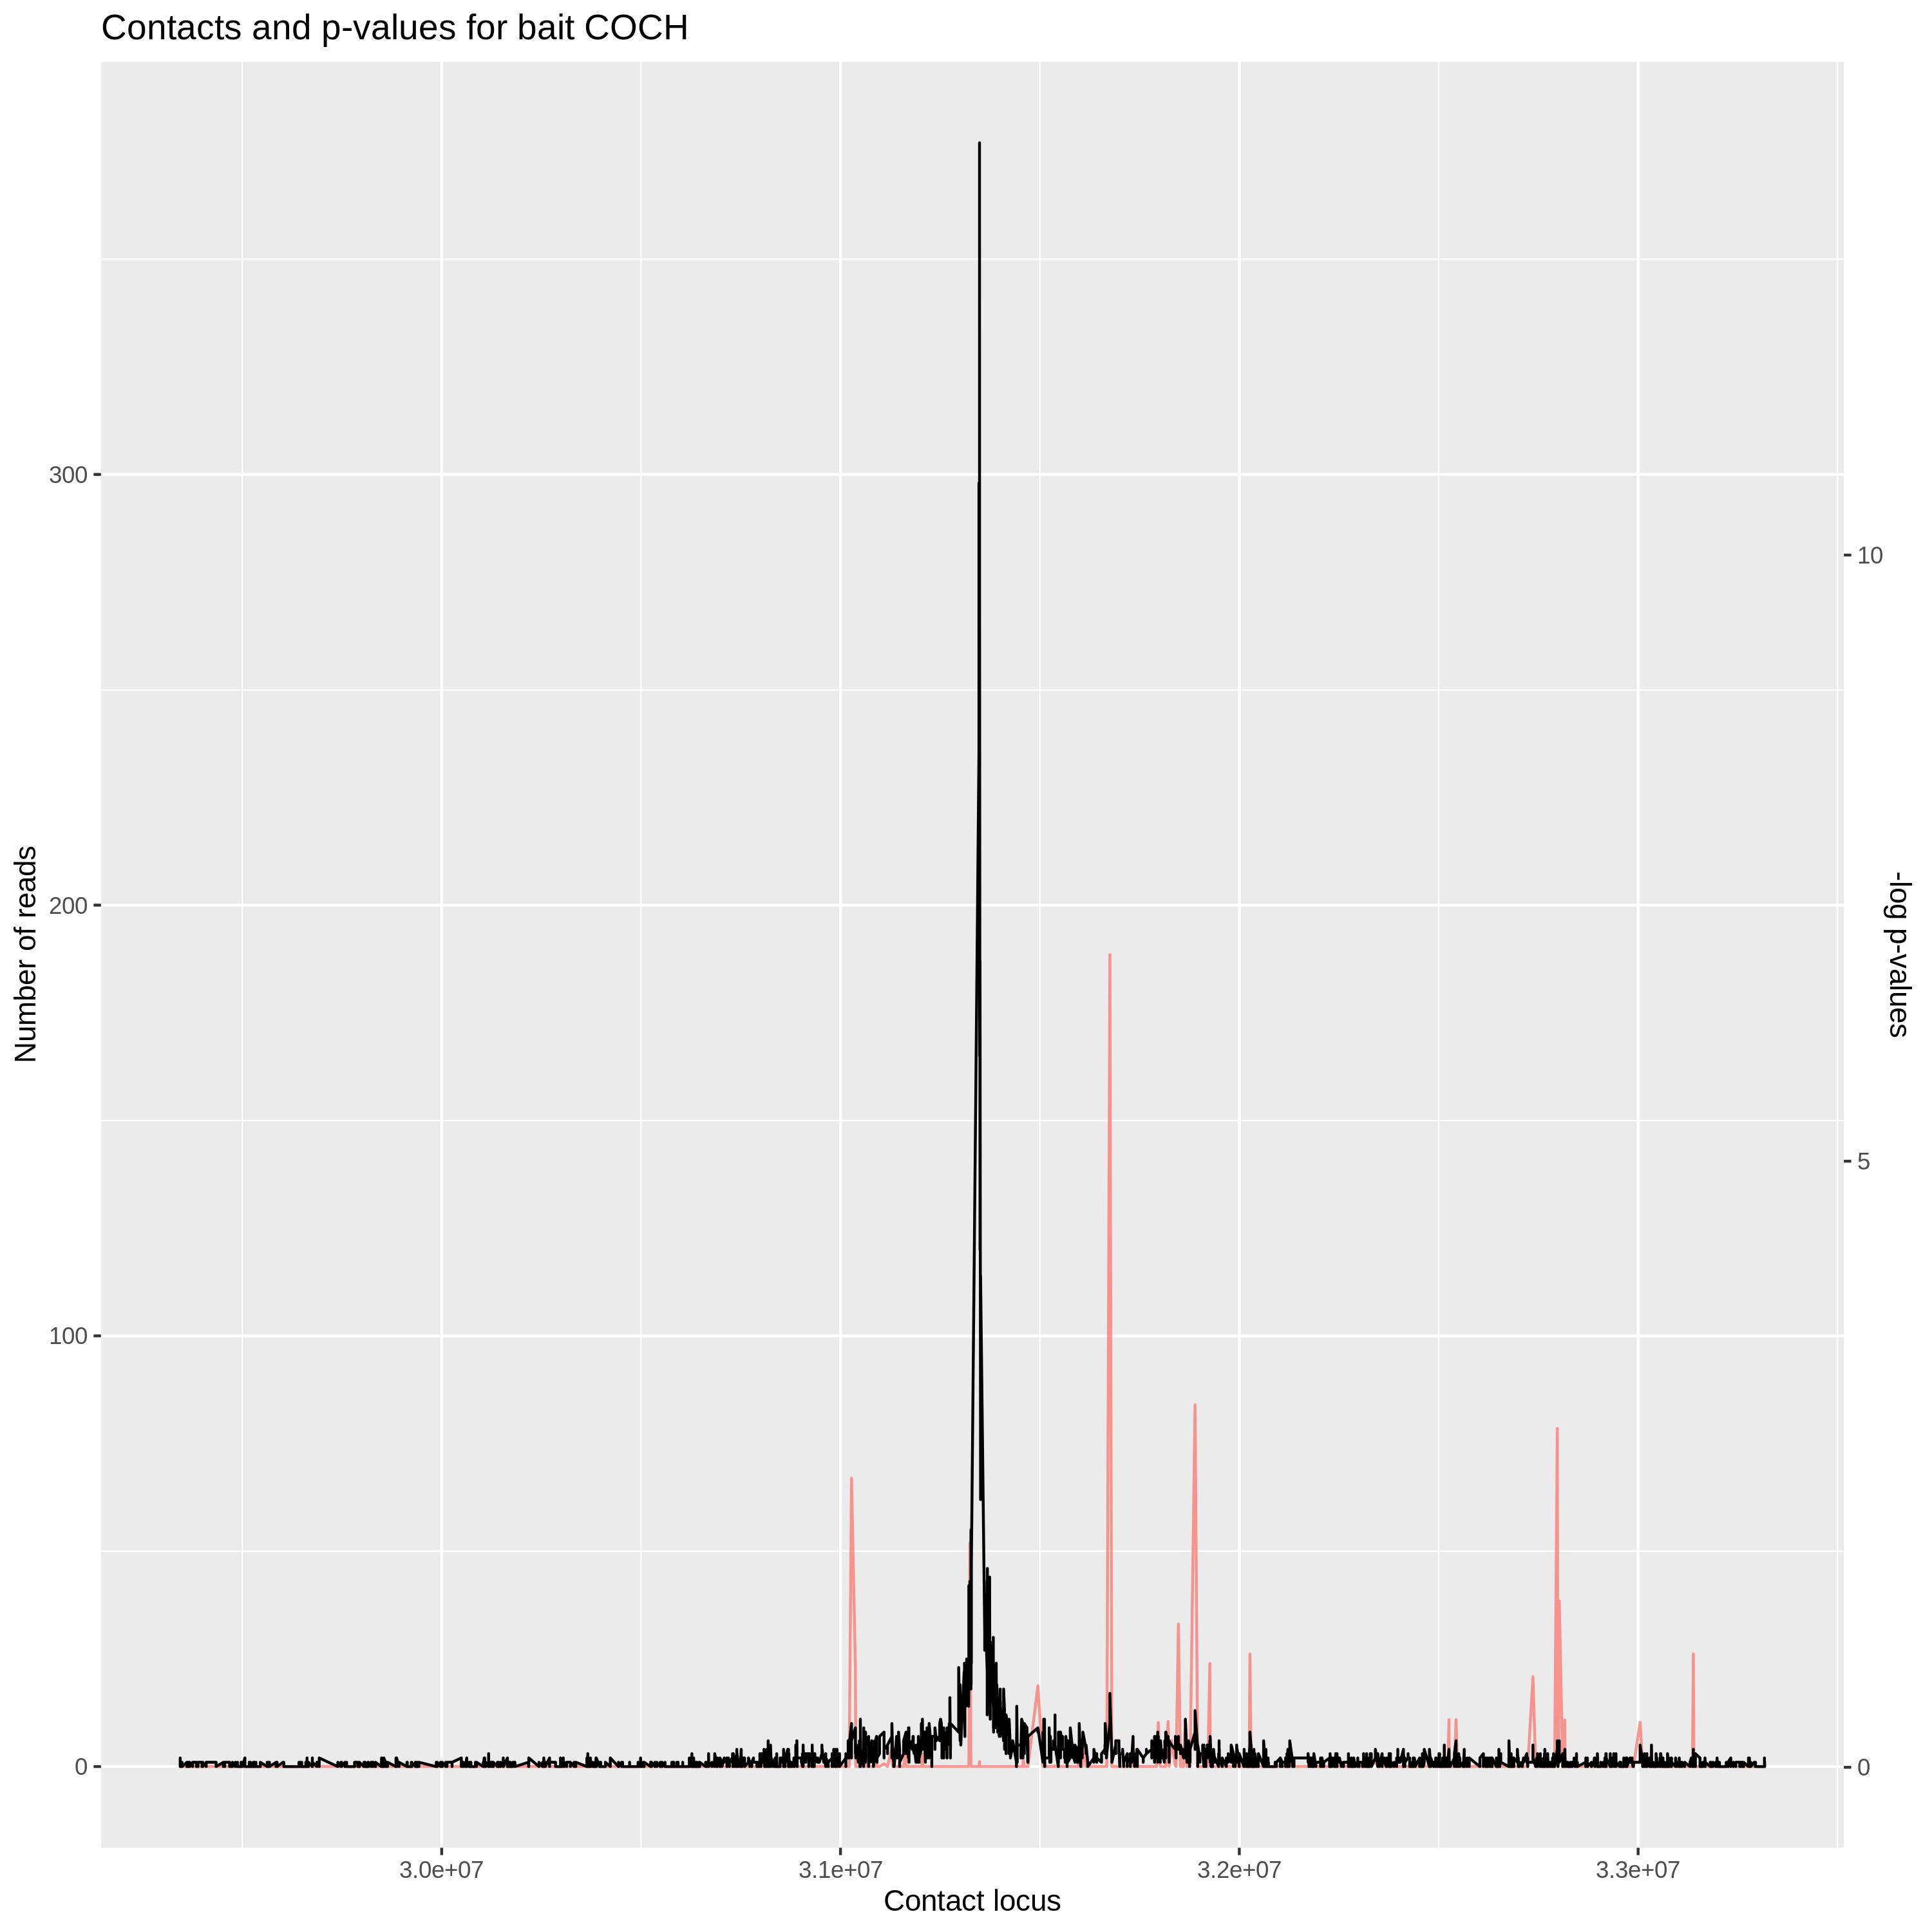 Contacts and p-values for bait COCH
Number of reads
300
200
100
0
10
5
0
-log p-values
3.0e+07
3.1e+07
3.2e+07
3.3e+07
Contact locus